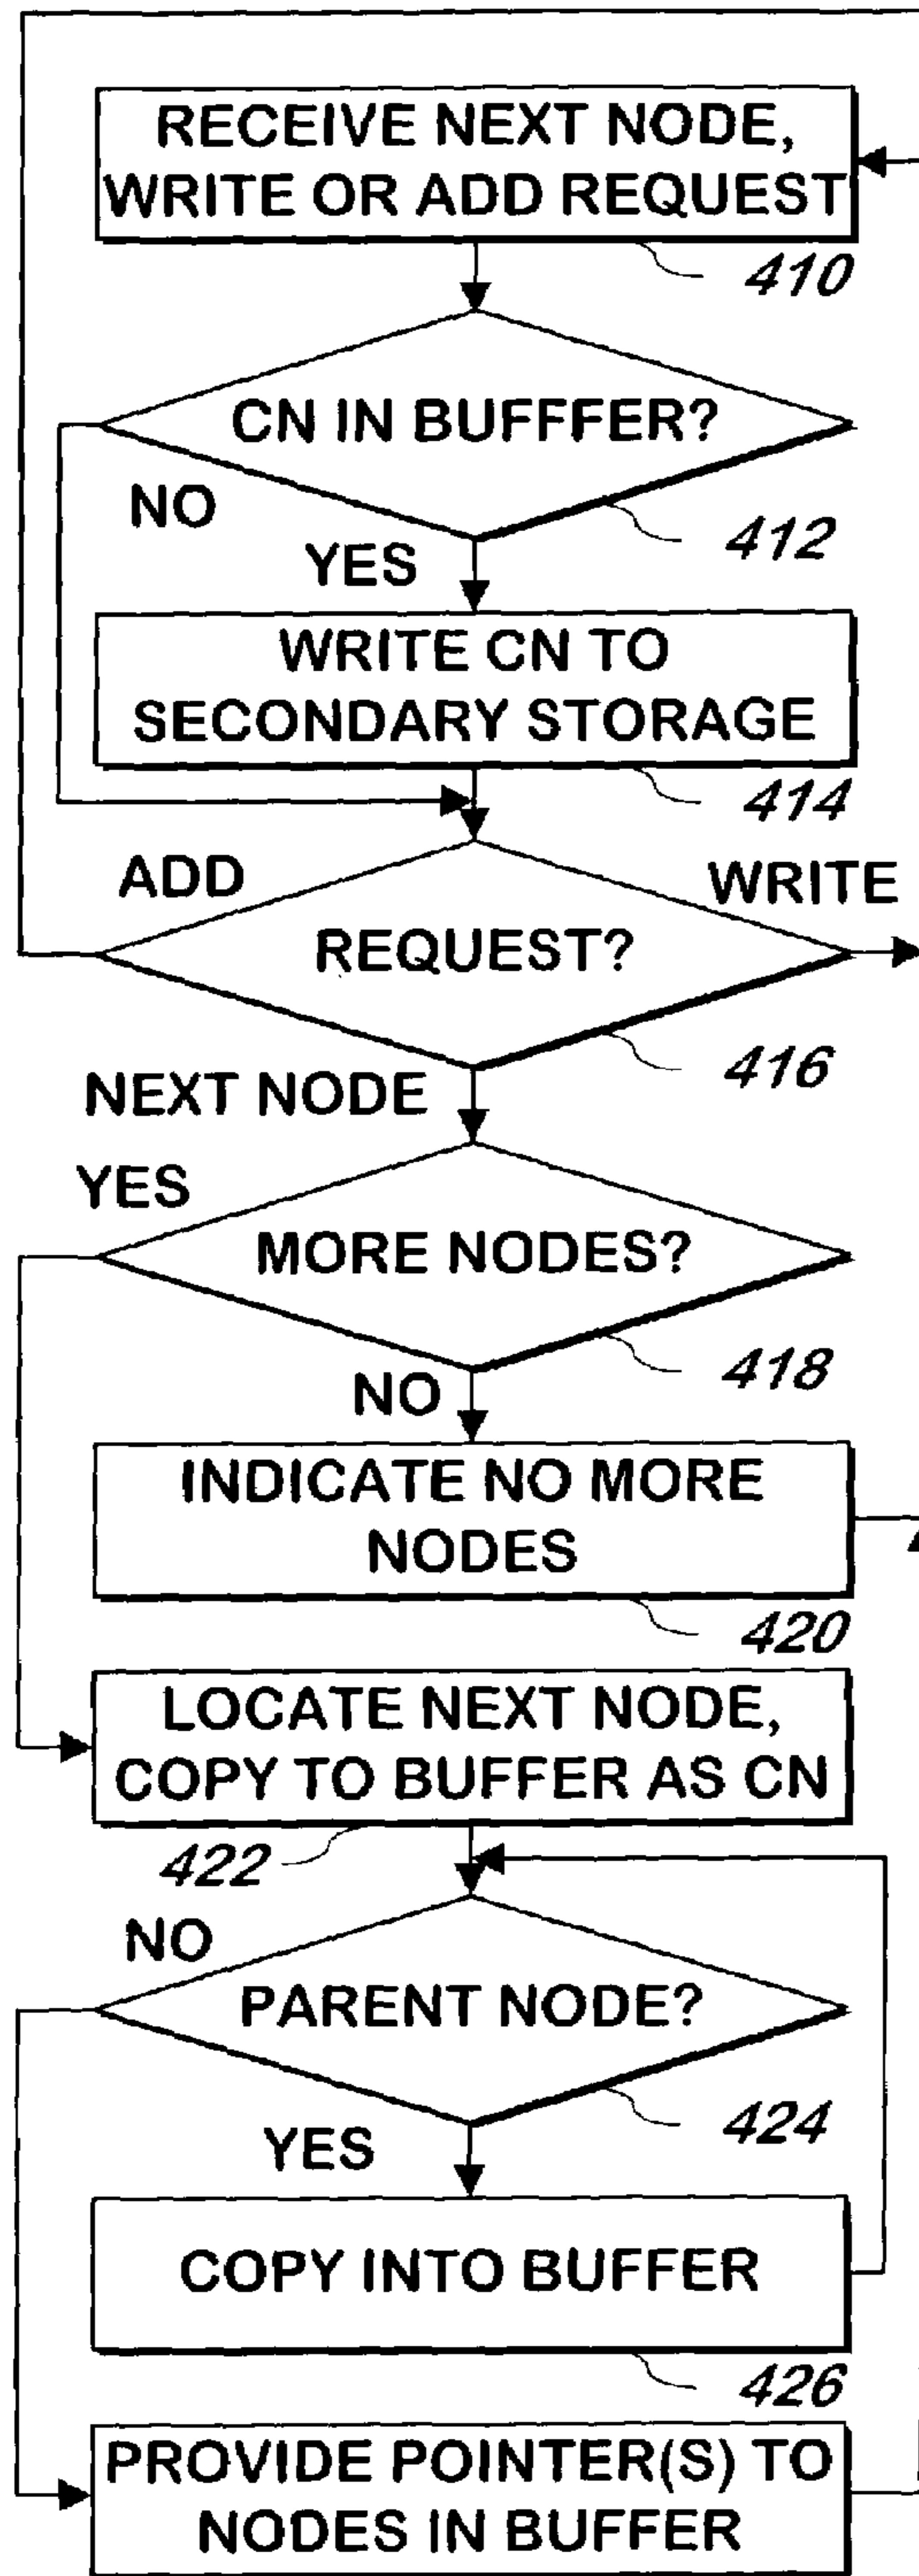 RECEIVE NEXT NODE,
WRITE OR ADD REQUEST
410
CN IN BUFFFER?
NO
412
YES
WRITE CN TO
SECONDARY STORAGE
414
ADD
WRITE
REQUEST?
416
NEXT NODE
YES
MORE NODES?
418
NO
INDICATE NO MORE
NODES
420
LOCATE NEXT NODE,
COPY TO BUFFER AS CN
422
NO
PARENT NODE?
424
YES
COPY INTO BUFFER
426
PROVIDE POINTER(S) TO
NODES IN BUFFER